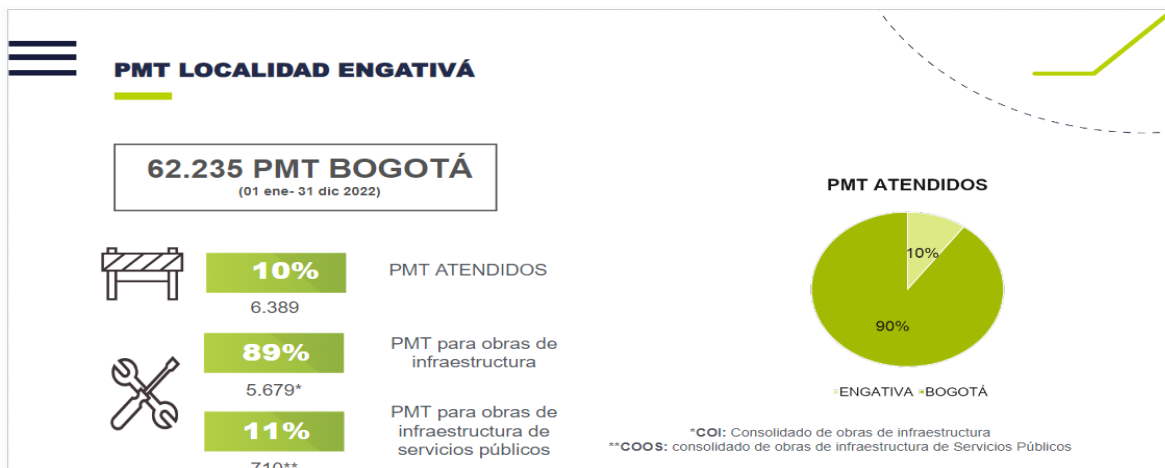 PMT LOCALIDAD ENGATIVÁ
62.235 PMT BOGOTÁ
(01 ene- 31 dic 2022)
10%
PMT ATENDIDOS
6.389
89%
PMT para obras de
infraestructura
5.679*
11%
PMT para obras de
infraestructura de
servicios públicos
710**
PMT ATENDIDOS
10%
90%
ENGATIVA BOGOTÁ
*COI: Consolidado de obras de infraestructura
**COOS: consolidado de obras de infraestructura de Servicios Públicos